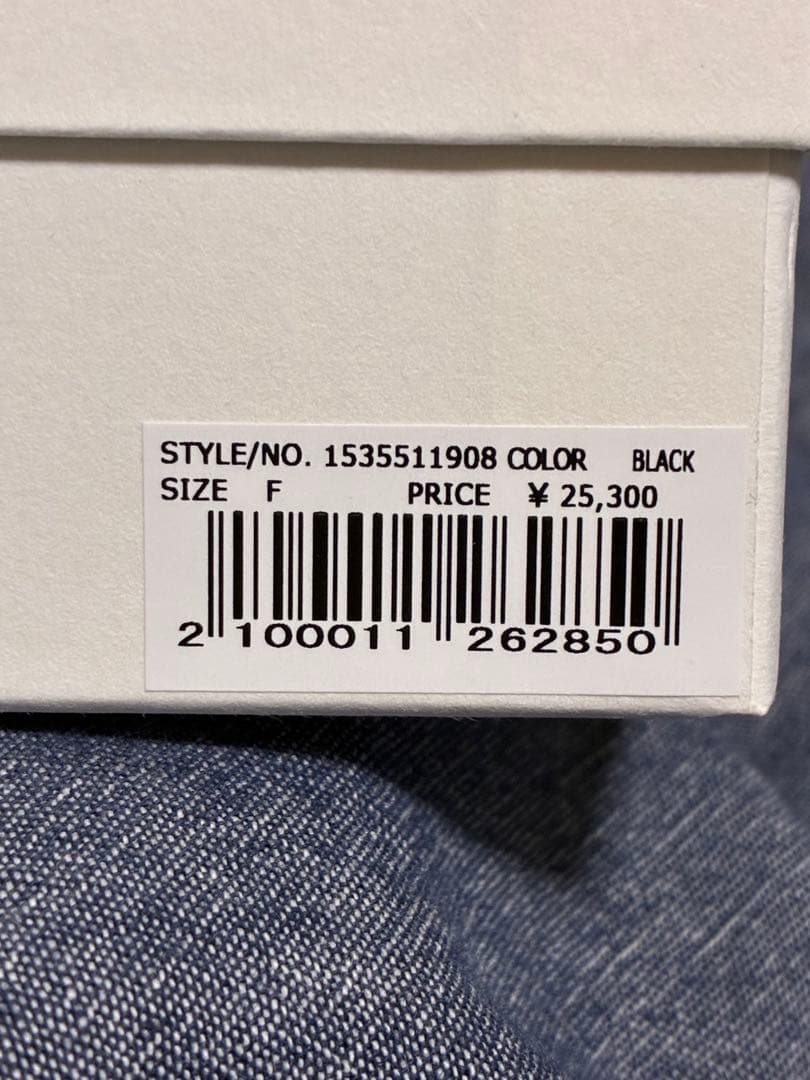 STYLE/NO. 1535511908 COLOR BLACK
SIZE F PRICE ¥ 25,300
2 100011 262850